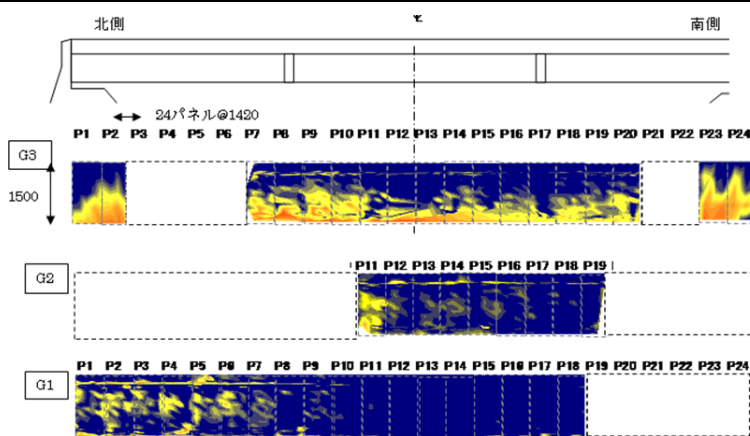 北側 ℄ 南側
24パネル@1420
P1 P2 P3 P4 P5 P6 P7 P8 P9 P10 P11 P12 P13 P14 P15 P16 P17 P18 P19 P20 P21 P22 P23 P24
G3
1500
P11 P12 P13 P14 P15 P16 P17 P18 P19
G2
P1 P2 P3 P4 P5 P6 P7 P8 P9 P10 P11 P12 P13 P14 P15 P16 P17 P18 P19 P20 P21 P22 P23 P24
G1